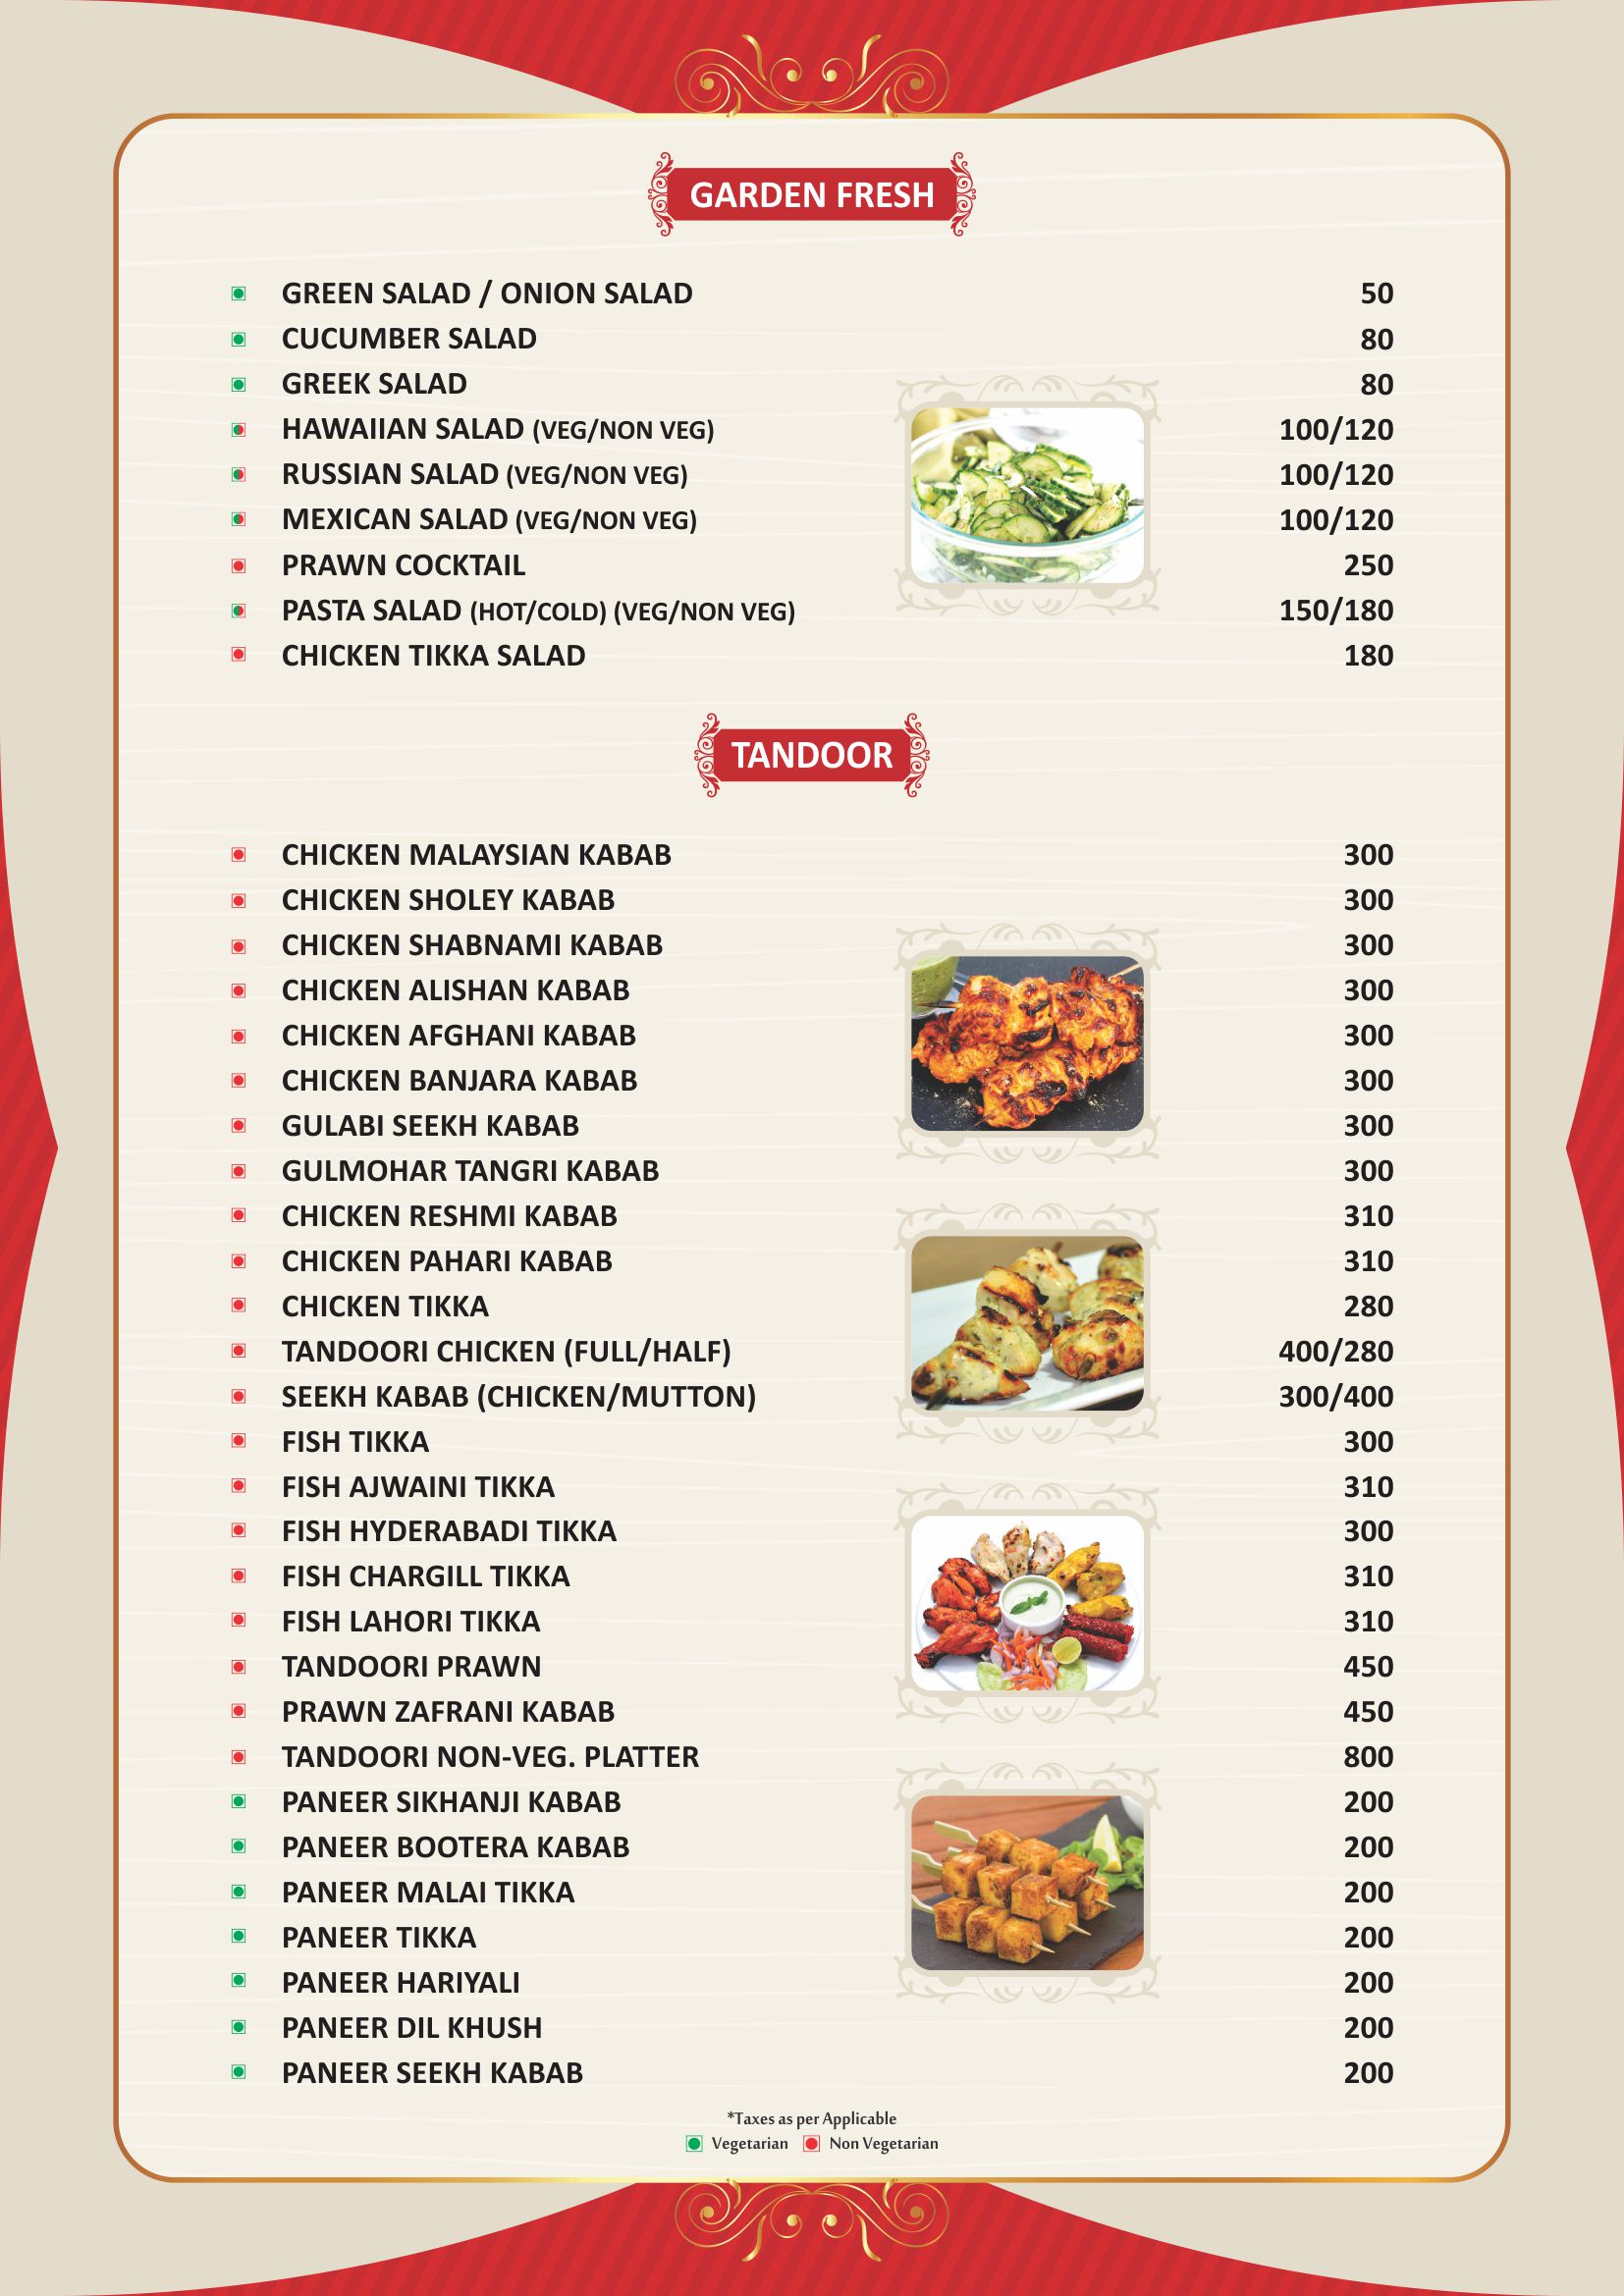 GARDEN FRESH
GREEN SALAD / ONION SALAD 50
CUCUMBER SALAD 80
GREEK SALAD 80
HAWAIIAN SALAD (VEG/NON VEG) 100/120
RUSSIAN SALAD (VEG/NON VEG) 100/120
MEXICAN SALAD (VEG/NON VEG) 100/120
PRAWN COCKTAIL 250
PASTA SALAD (HOT/COLD) (VEG/NON VEG) 150/180
CHICKEN TIKKA SALAD 180
TANDOOR
CHICKEN MALAYSIAN KABAB 300
CHICKEN SHOLEY KABAB 300
CHICKEN SHABNAMI KABAB 300
CHICKEN ALISHAN KABAB 300
CHICKEN AFGHANI KABAB 300
CHICKEN BANJARA KABAB 300
GULABI SEEKH KABAB 300
GULMOHAR TANGRI KABAB 300
CHICKEN RESHMI KABAB 310
CHICKEN PAHARI KABAB 310
CHICKEN TIKKA 280
TANDOORI CHICKEN (FULL/HALF) 400/280
SEEKH KABAB (CHICKEN/MUTTON) 300/400
FISH TIKKA 300
FISH AJWAINI TIKKA 310
FISH HYDERABADI TIKKA 300
FISH CHARGILL TIKKA 310
FISH LAHORI TIKKA 310
TANDOORI PRAWN 450
PRAWN ZAFRANI KABAB 450
TANDOORI NON-VEG. PLATTER 800
PANEER SIKHANJI KABAB 200
PANEER BOOTERA KABAB 200
PANEER MALAI TIKKA 200
PANEER TIKKA 200
PANEER HARIYALI 200
PANEER DIL KHUSH 200
PANEER SEEKH KABAB 200
*Taxes as per Applicable
Vegetarian Non Vegetarian